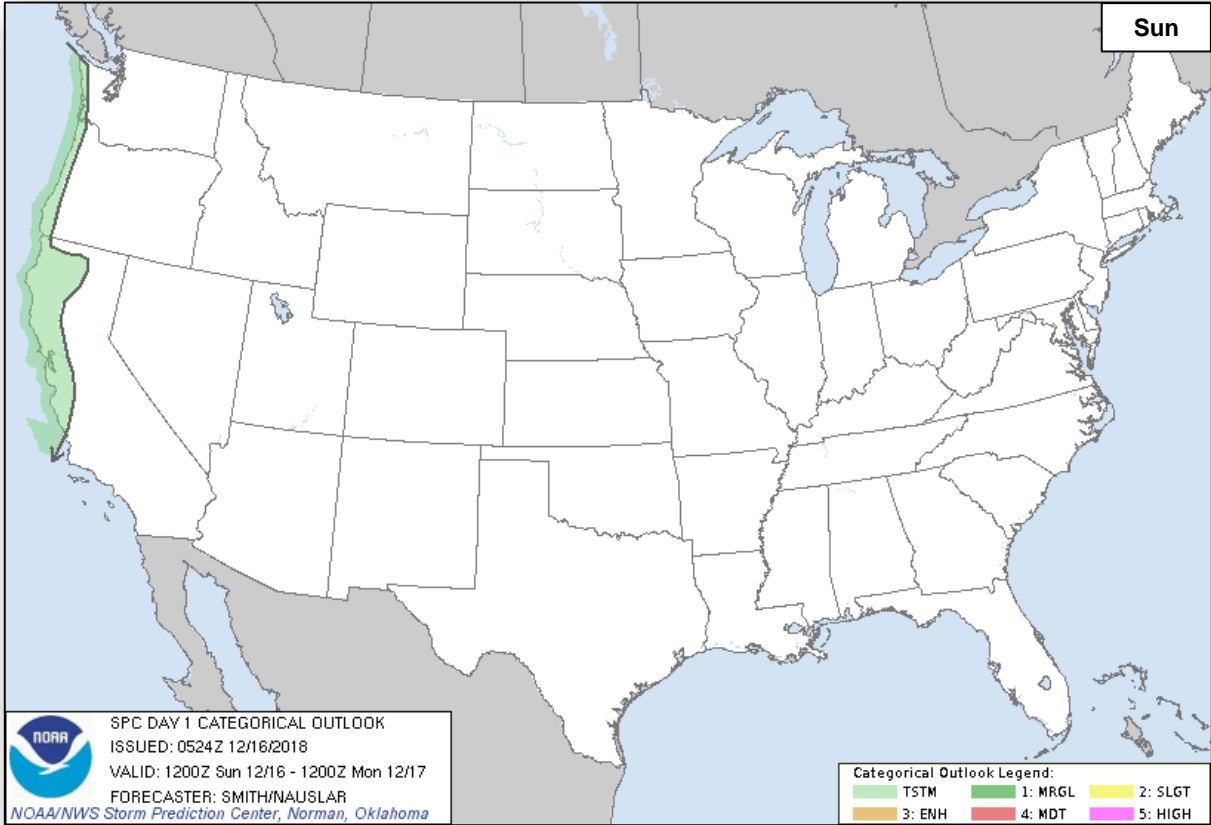 Sun
NOAA
SPC DAY 1 CATEGORICAL OUTLOOK
ISSUED: 0524Z 12/16/2018
VALID: 1200Z Sun 12/16 - 1200Z Mon 12/17
FORECASTER: SMITH/NAUSLAR
NOAA/NWS Storm Prediction Center, Norman, Oklahoma
Categorical Outlook Legend:
TSTM 1: MRGL 2: SLGT
3: ENH 4: MDT 5: HIGH